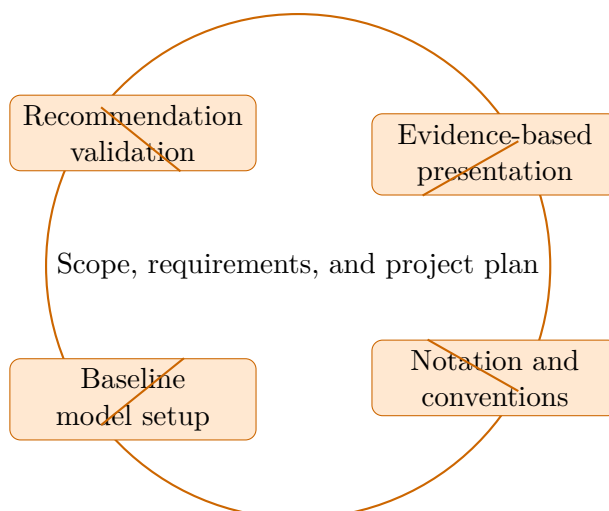 Recommendation
validation
Evidence-based
presentation
Scope, requirements, and project plan
Baseline
model setup
Notation and
conventions